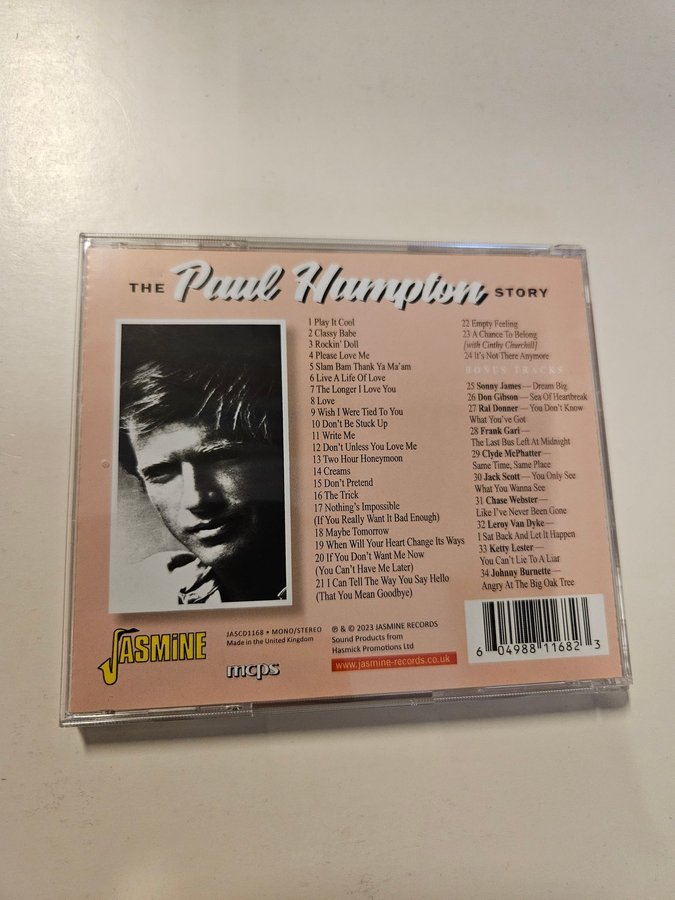 THE Paul Hampton STORY
1 Play It Cool
2 Classy Babe
3 Rockin' Doll
4 Please Love Me
5 Slam Bam Thank Ya Ma'am
6 Live A Life Of Love
7 The Longer I Love You
8 Love
9 Wish I Were Tied To You
10 Don't Be Stuck Up
11 Write Me
12 Don't Unless You Love Me
13 Two Hour Honeymoon
14 Creams
15 Don't Pretend
16 The Trick
17 Nothing's Impossible
(If You Really Want It Bad Enough)
18 Maybe Tomorrow
19 When Will Your Heart Change Its Ways
20 If You Don't Want Me Now
(You Can't Have Me Later)
21 I Can Tell The Way You Say Hello
(That You Mean Goodbye)
22 Empty Feeling
23 A Chance To Belong
[with Cinthy Churchill]
24 It's Not There Anymore
BONUS TRACKS
25 Sonny James— Dream Big
26 Don Gibson— Sea Of Heartbreak
27 Ral Donner— You Don't Know
What You've Got
28 Frank Gari—
The Last Bus Left At Midnight
29 Clyde McPhatter—
Same Time, Same Place
30 Jack Scott— You Only See
What You Wanna See
31 Chase Webster—
Like I've Never Been Gone
32 Leroy Van Dyke—
I Sat Back And Let It Happen
33 Ketty Lester—
You Can't Lie To A Liar
34 Johnny Burnette—
Angry At The Big Oak Tree
JASMiNE
JASCD1168 • MONO/STEREO
Made in the United Kingdom
mcps
℗ & © 2023 JASMINE RECORDS
Sound Products from
Hasmick Promotions Ltd
www.jasmine-records.co.uk
6 04988 11682 3